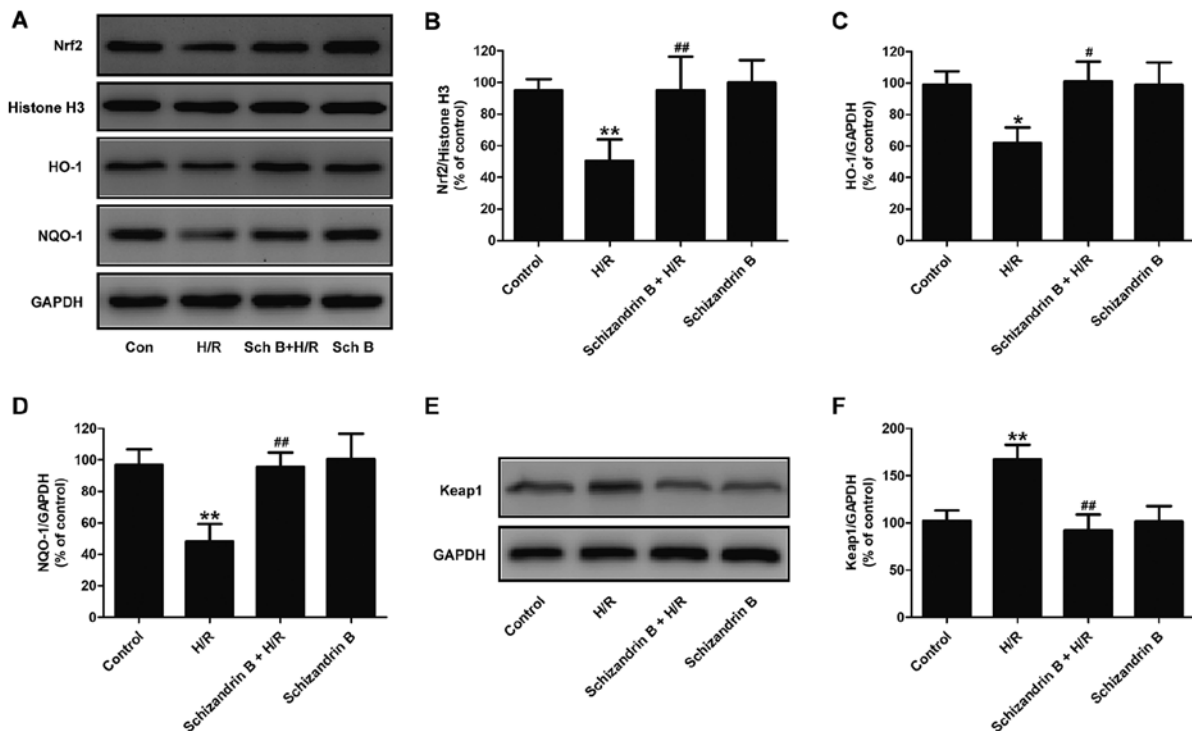 A
Nrf2
Histone H3
HO-1
NQO-1
GAPDH
Con H/R Sch B+H/R Sch B
B
Nrf2/Histone H3
(% of control)
120
100
80
60
40
20
0
**
##
Control
H/R
Schizandrin B + H/R
Schizandrin B
C
HO-1/GAPDH
(% of control)
120
100
80
60
40
20
0
*
#
Control
H/R
Schizandrin B + H/R
Schizandrin B
D
NQO-1/GAPDH
(% of control)
120
100
80
60
40
20
0
**
##
Control
H/R
Schizandrin B + H/R
Schizandrin B
E
Keap1
GAPDH
Control
H/R
Schizandrin B + H/R
Schizandrin B
F
Keap1/GAPDH
(% of control)
200
150
100
50
0
**
##
Control
H/R
Schizandrin B + H/R
Schizandrin B